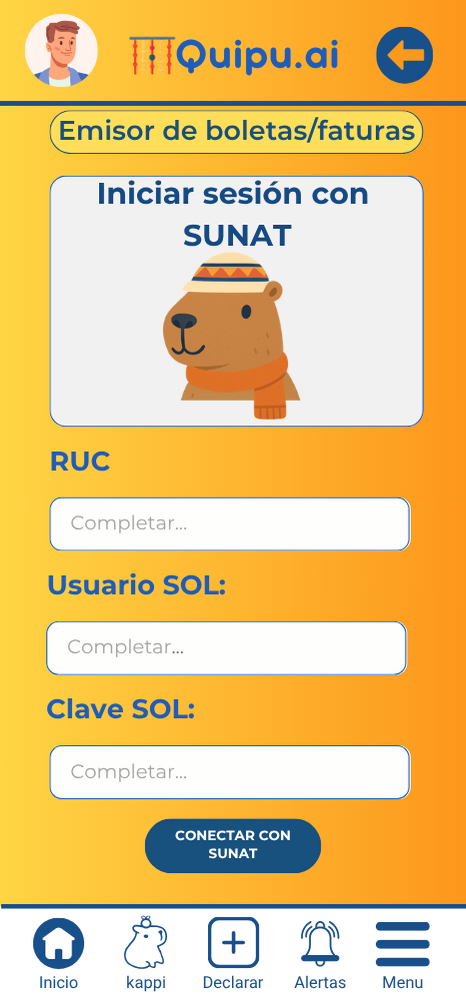 Quipu.ai
Emisor de boletas/faturas
Iniciar sesión con
SUNAT
RUC
Completar...
Usuario SOL:
Completar...
Clave SOL:
Completar...
CONECTAR CON
SUNAT
Inicio kappi Declarar Alertas Menu